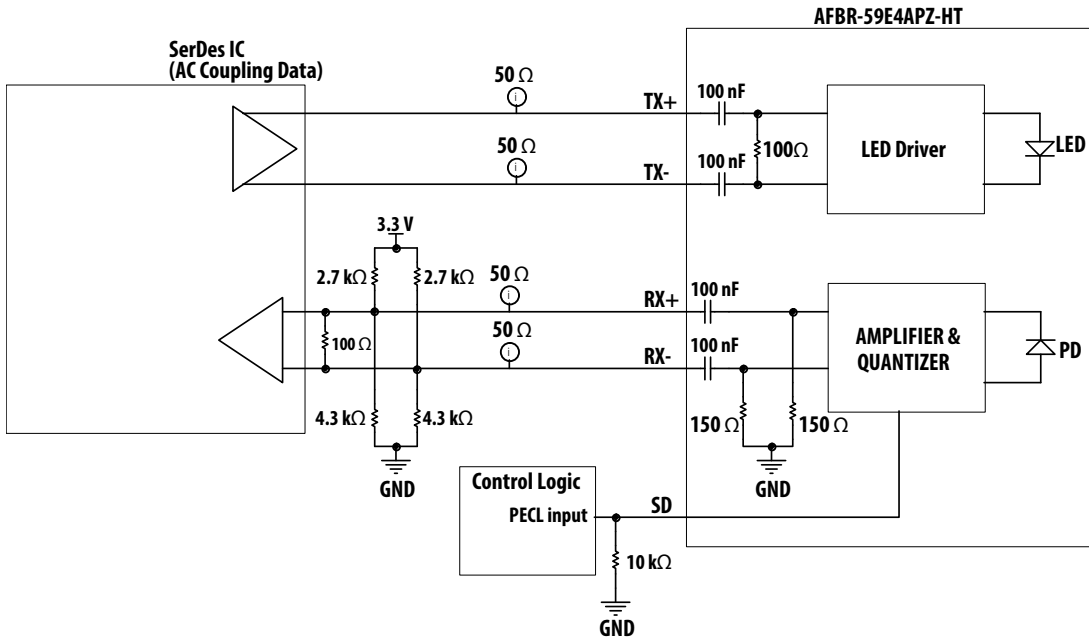 AFBR-59E4APZ-HT
SerDes IC
(AC Coupling Data)
50 Ω
i
TX+
100 nF
50 Ω
i
TX-
100 nF
100Ω
LED Driver
LED
3.3 V
2.7 kΩ
2.7 kΩ
50 Ω
i
RX+
100 nF
100 Ω
50 Ω
i
RX-
100 nF
AMPLIFIER &
QUANTIZER
PD
4.3 kΩ
4.3 kΩ
150 Ω
150 Ω
GND
GND
Control Logic
PECL input
SD
10 kΩ
GND